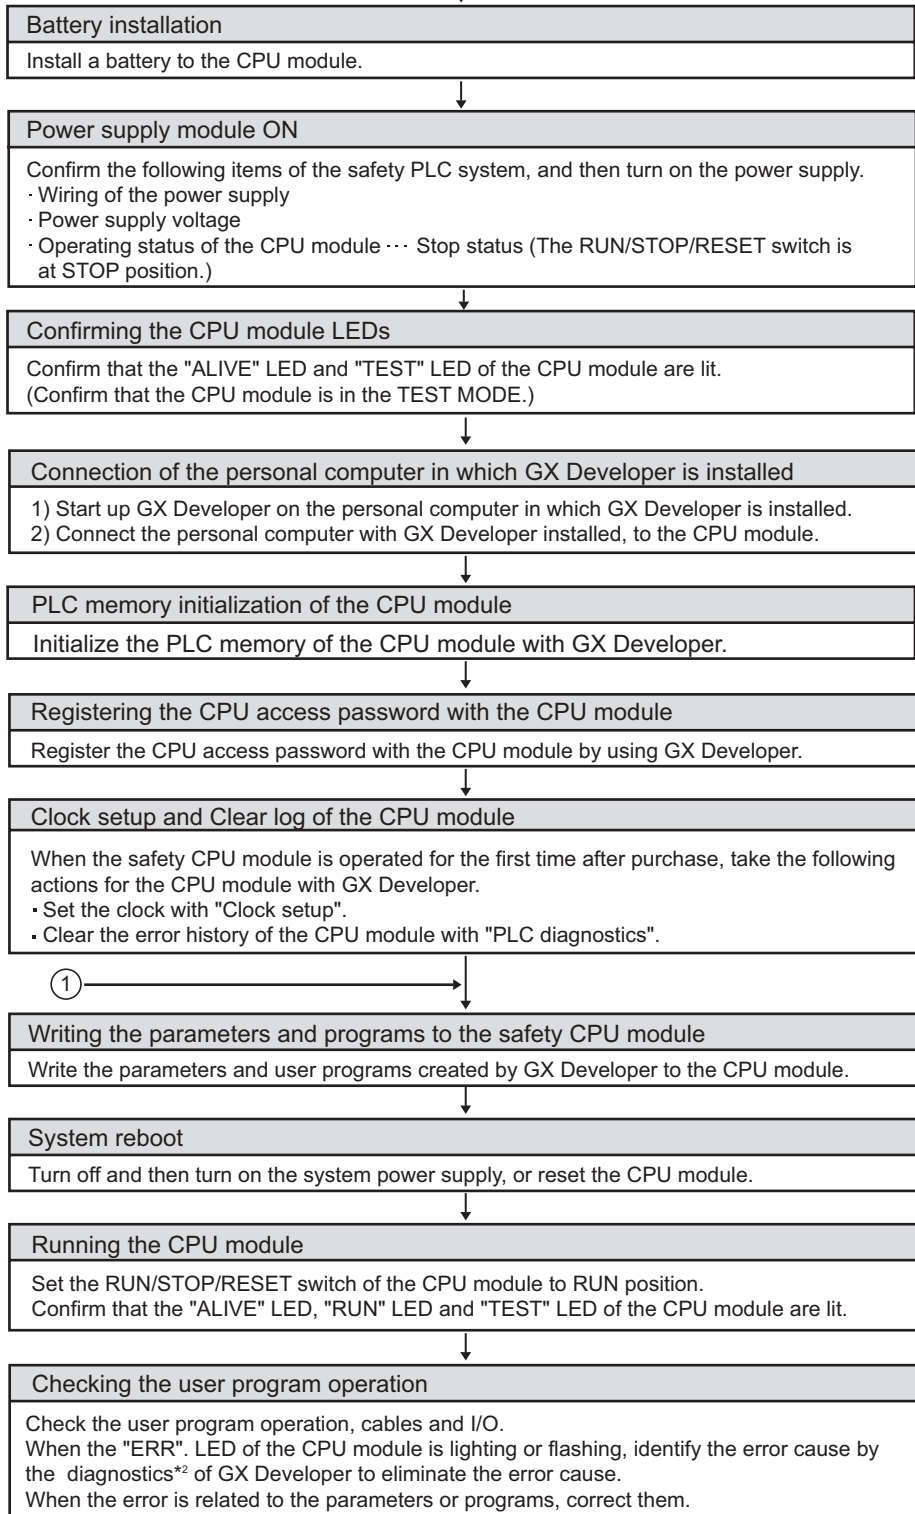 Battery installation
Install a battery to the CPU module.
Power supply module ON
Confirm the following items of the safety PLC system, and then turn on the power supply.
· Wiring of the power supply
· Power supply voltage
· Operating status of the CPU module ··· Stop status (The RUN/STOP/RESET switch is
at STOP position.)
Confirming the CPU module LEDs
Confirm that the "ALIVE" LED and "TEST" LED of the CPU module are lit.
(Confirm that the CPU module is in the TEST MODE.)
Connection of the personal computer in which GX Developer is installed
1) Start up GX Developer on the personal computer in which GX Developer is installed.
2) Connect the personal computer with GX Developer installed, to the CPU module.
PLC memory initialization of the CPU module
Initialize the PLC memory of the CPU module with GX Developer.
Registering the CPU access password with the CPU module
Register the CPU access password with the CPU module by using GX Developer.
Clock setup and Clear log of the CPU module
When the safety CPU module is operated for the first time after purchase, take the following
actions for the CPU module with GX Developer.
· Set the clock with "Clock setup".
· Clear the error history of the CPU module with "PLC diagnostics".
1
Writing the parameters and programs to the safety CPU module
Write the parameters and user programs created by GX Developer to the CPU module.
System reboot
Turn off and then turn on the system power supply, or reset the CPU module.
Running the CPU module
Set the RUN/STOP/RESET switch of the CPU module to RUN position.
Confirm that the "ALIVE" LED, "RUN" LED and "TEST" LED of the CPU module are lit.
Checking the user program operation
Check the user program operation, cables and I/O.
When the "ERR". LED of the CPU module is lighting or flashing, identify the error cause by
the diagnostics*2 of GX Developer to eliminate the error cause.
When the error is related to the parameters or programs, correct them.